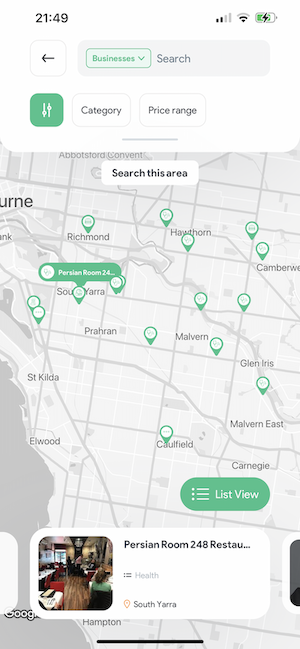 21:49
Businesses
Search
Category
Price range
Abbotsford Convent
Search this area
urne
Richmond
Hawthorn
Camberwe
Persian Room 24...
South Yarra
Prahran
Malvern
Glen Iris
St Kilda
Malvern East
Elwood
Caulfield
Carnegie
List View
Persian Room 248 Restau...
Health
South Yarra
Google
Hampton